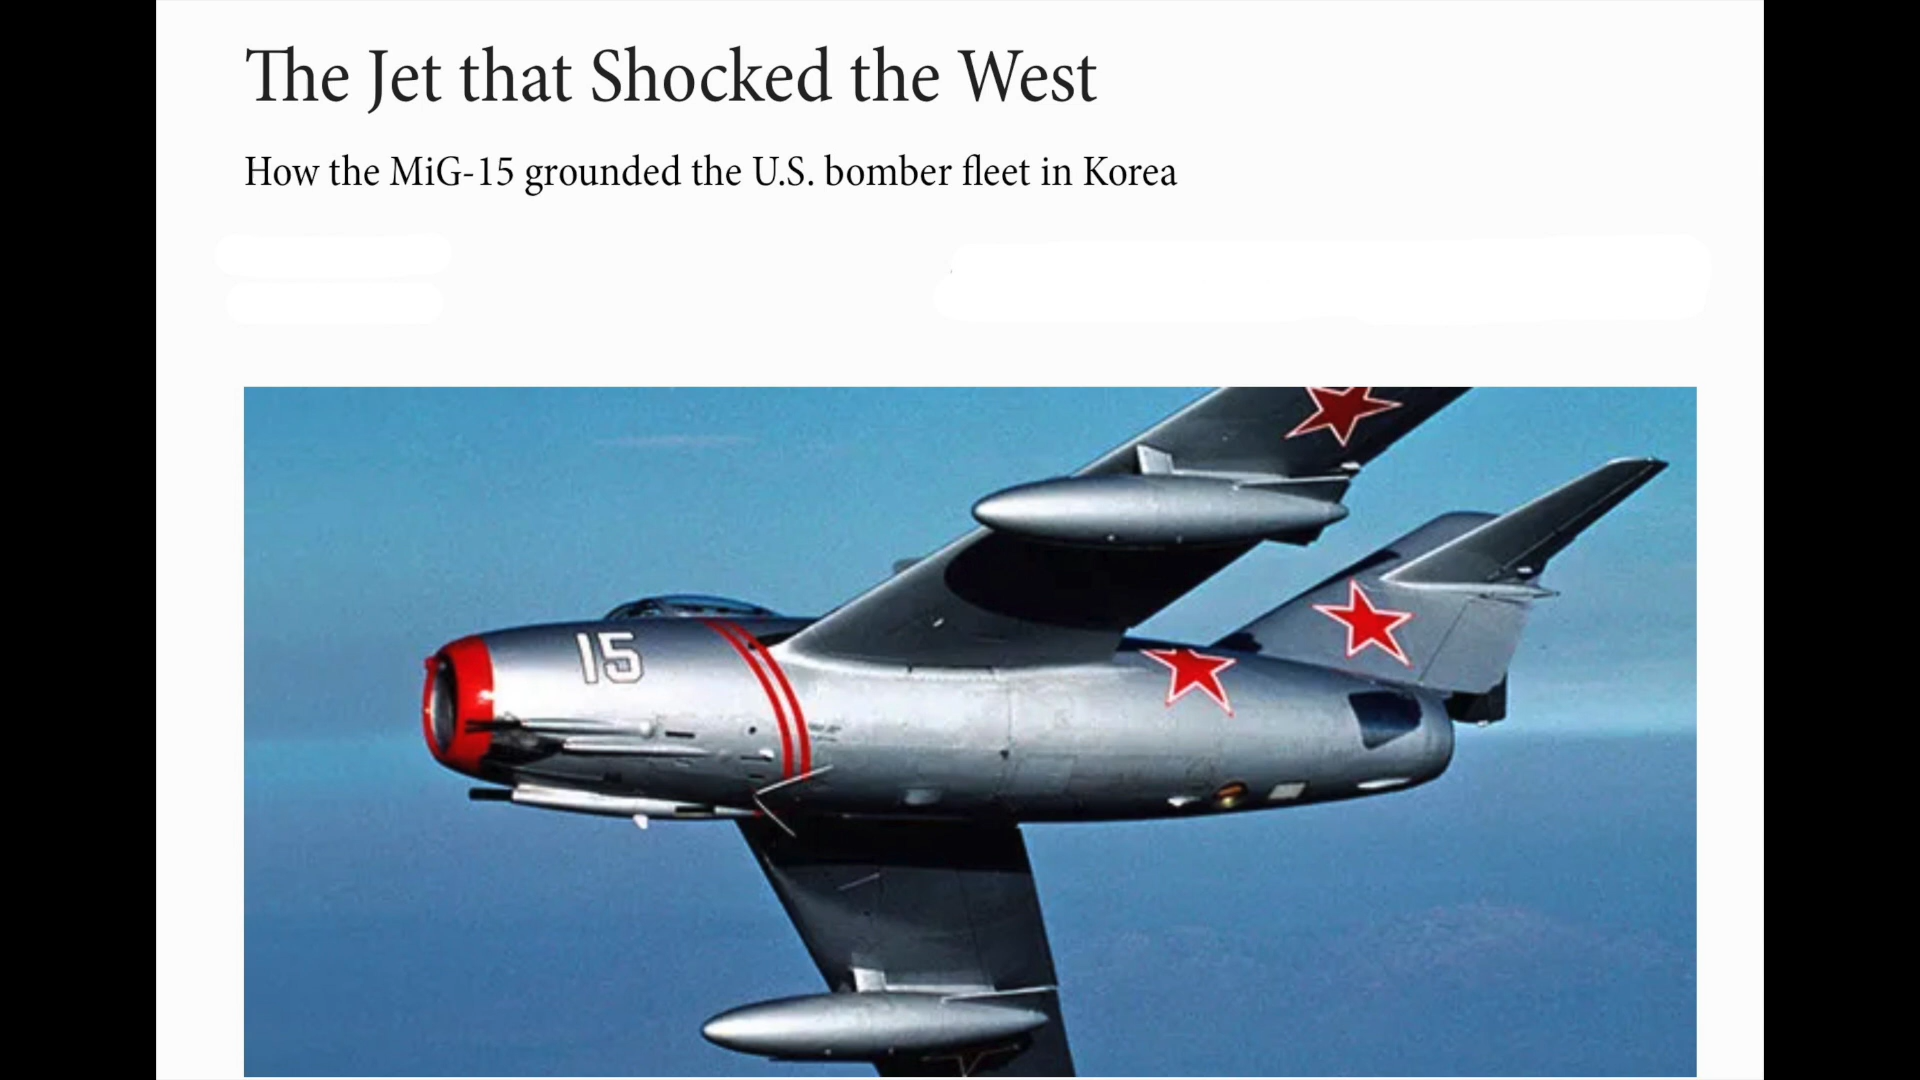 The Jet that Shocked the West
How the MiG-15 grounded the U.S. bomber fleet in Korea
15